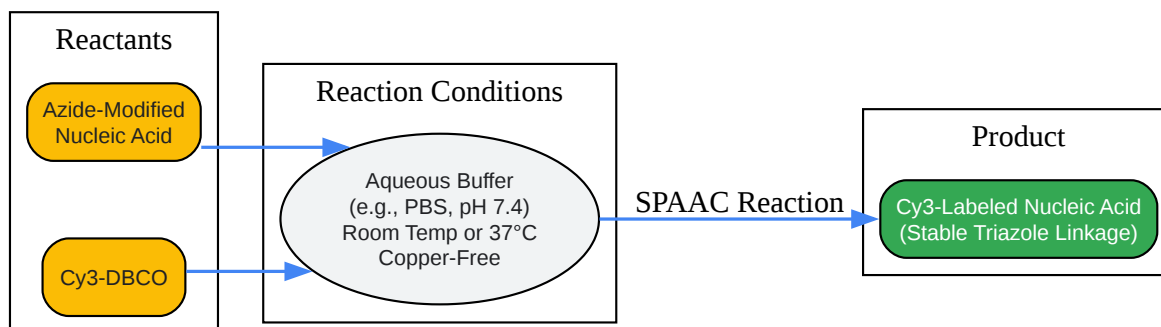 Reactants
Azide-Modified
Nucleic Acid
Cy3-DBCO
Reaction Conditions
Aqueous Buffer
(e.g., PBS, pH 7.4)
Room Temp or 37°C
Copper-Free
SPAAC Reaction
Product
Cy3-Labeled Nucleic Acid
(Stable Triazole Linkage)